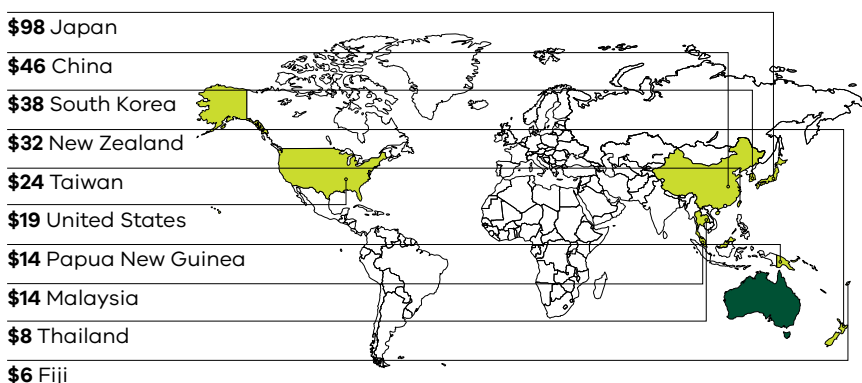 $98 Japan
$46 China
$38 South Korea
$32 New Zealand
$24 Taiwan
$19 United States
$14 Papua New Guinea
$14 Malaysia
$8 Thailand
$6 Fiji